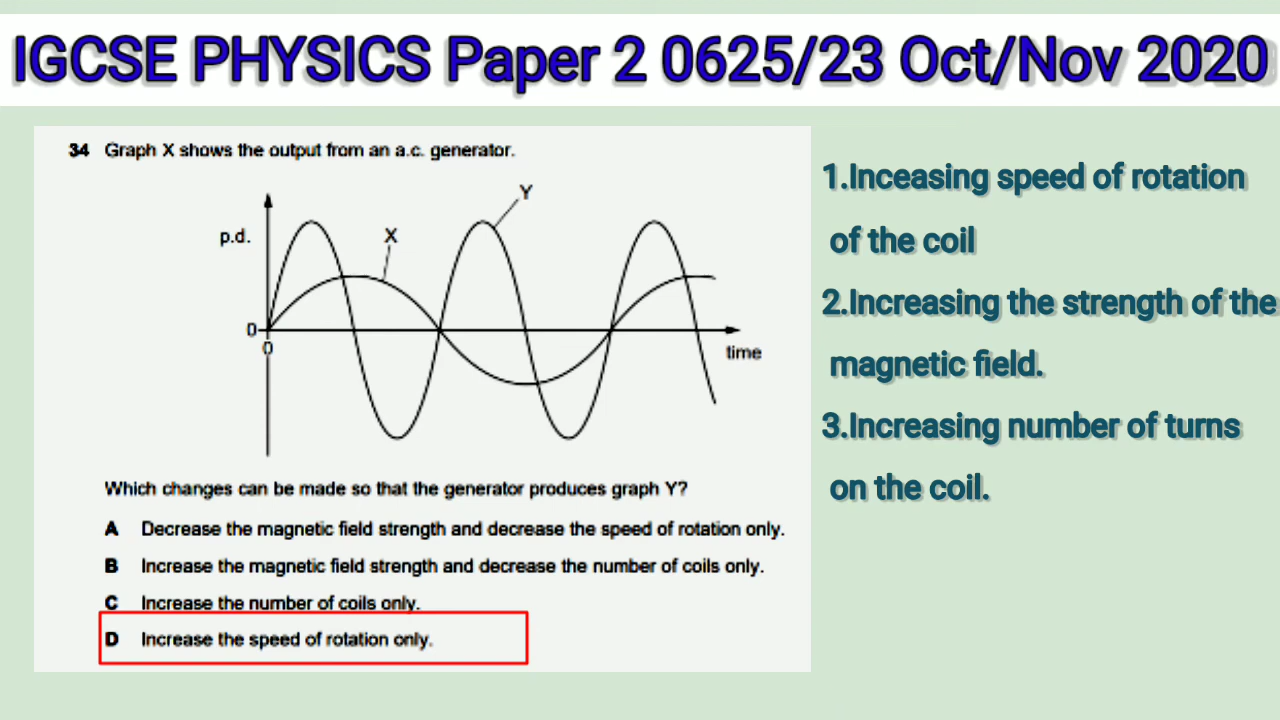 IGCSE PHYSICS Paper 2 0625/23 Oct/Nov 2020
34 Graph X shows the output from an a.c. generator.
Y
X
p.d.
0
0
time
Which changes can be made so that the generator produces graph Y?
A Decrease the magnetic field strength and decrease the speed of rotation only.
B Increase the magnetic field strength and decrease the number of coils only.
C Increase the number of coils only.
D Increase the speed of rotation only.
1.Inceasing speed of rotation
of the coil
2.Increasing the strength of the
magnetic field.
3.Increasing number of turns
on the coil.